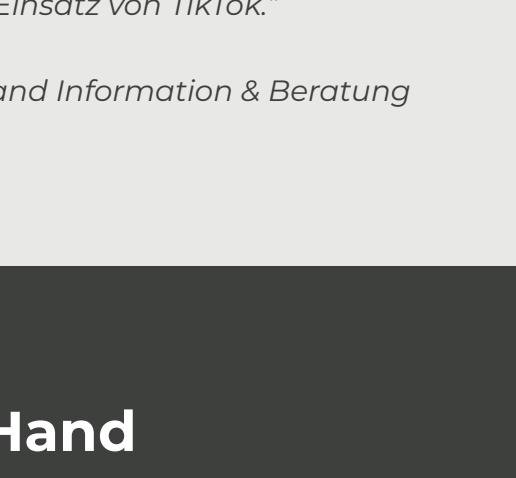 Einsatz von TikTok."
and Information & Beratung
Hand